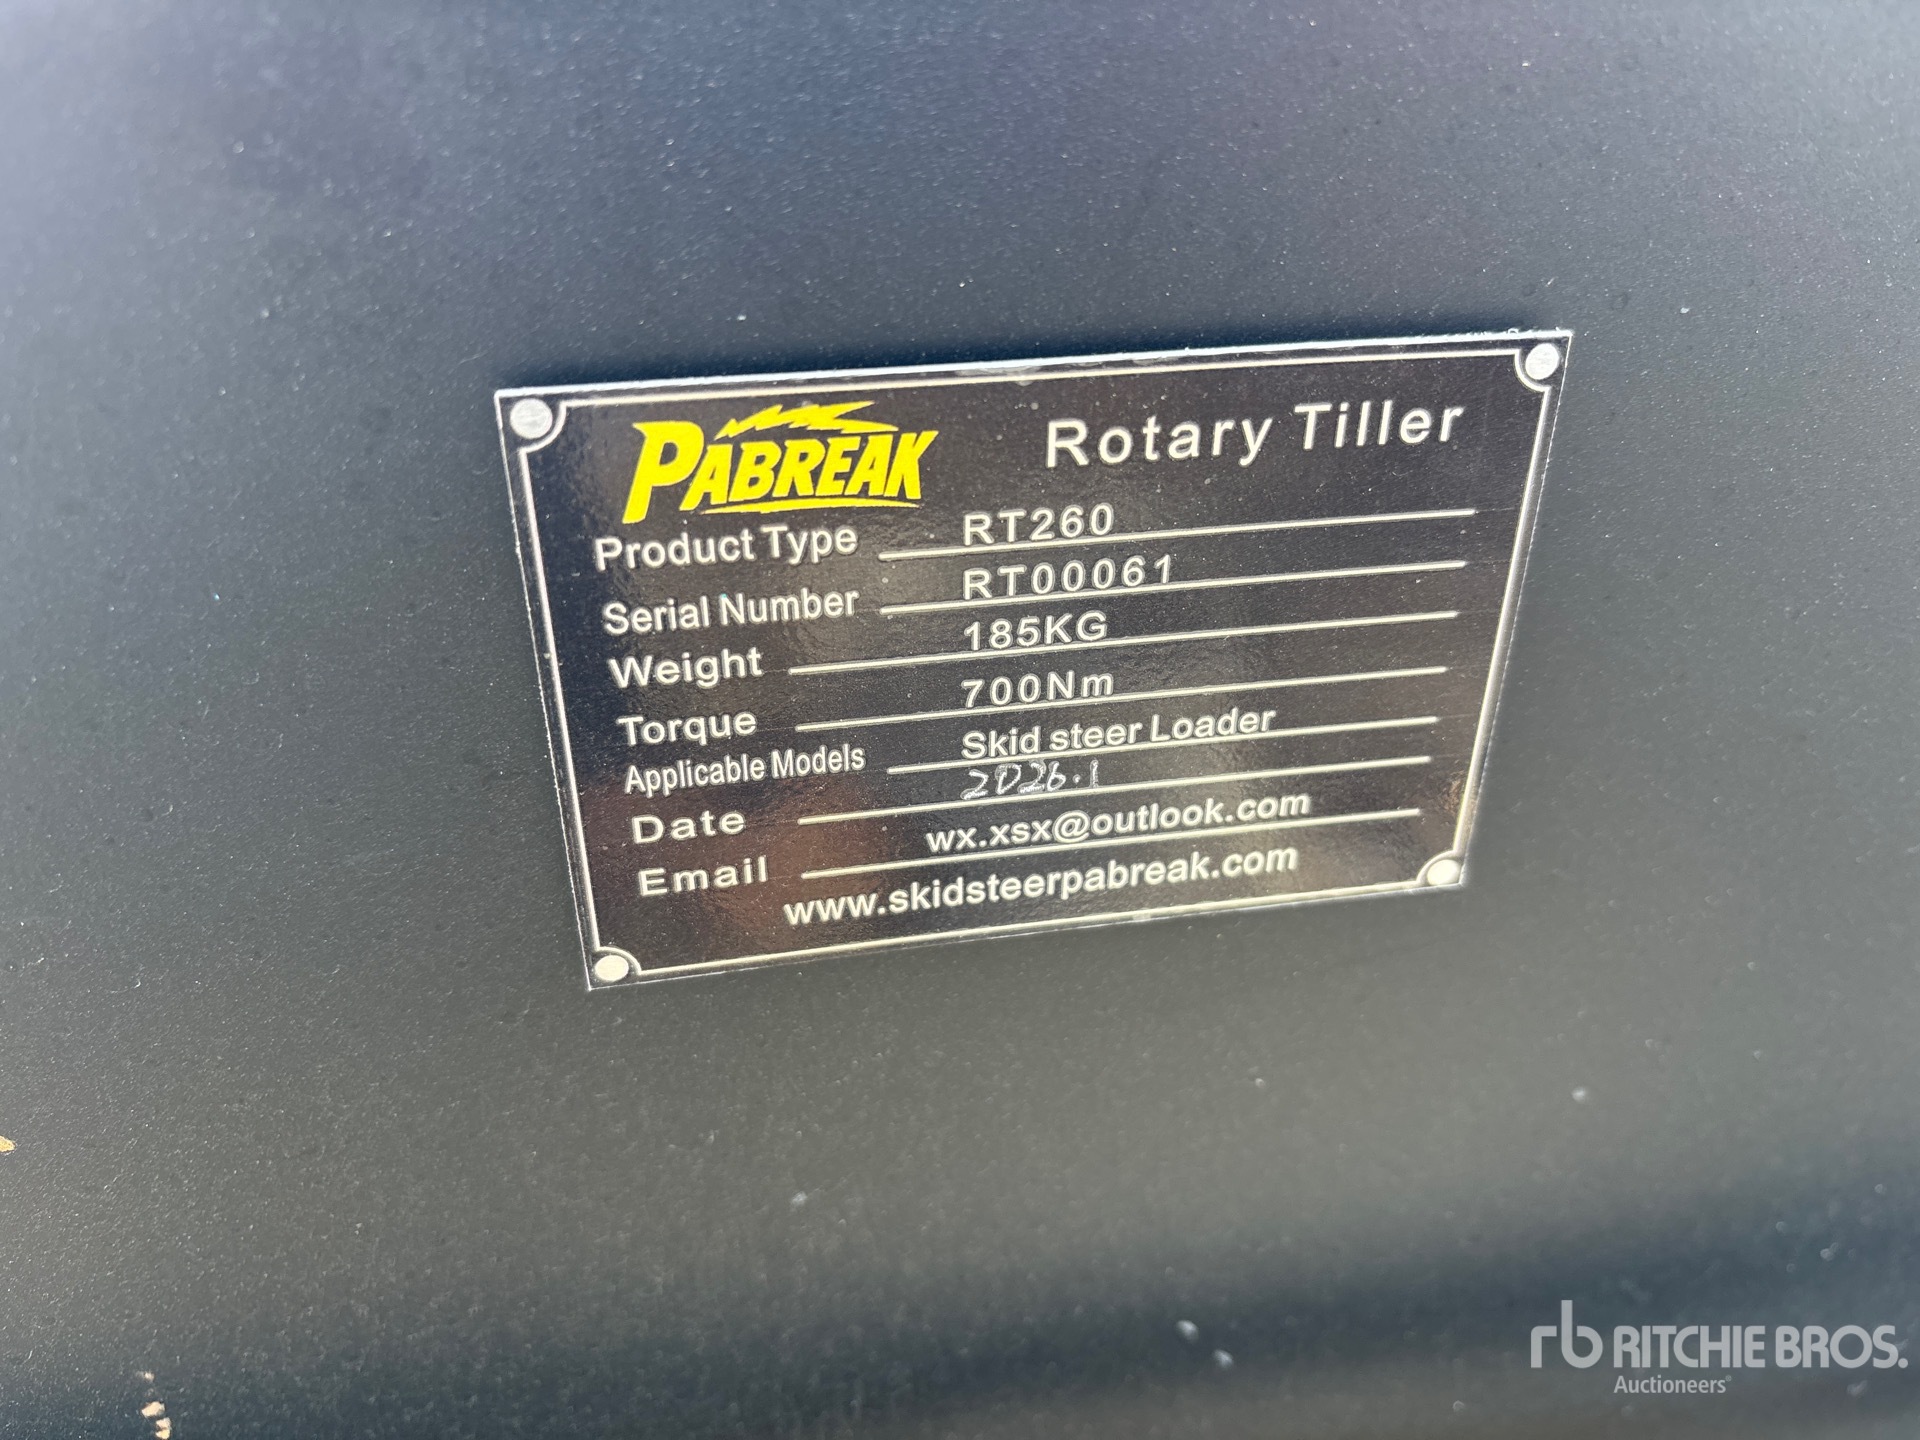 PABREAK Rotary Tiller
Product Type RT260
Serial Number RT00061
Weight 185KG
Torque 700Nm
Applicable Models Skid steer Loader
Date 2026.1
Email wx.xsx@outlook.com
www.skidsteerpabreak.com
rb RITCHIE BROS.
Auctioneers